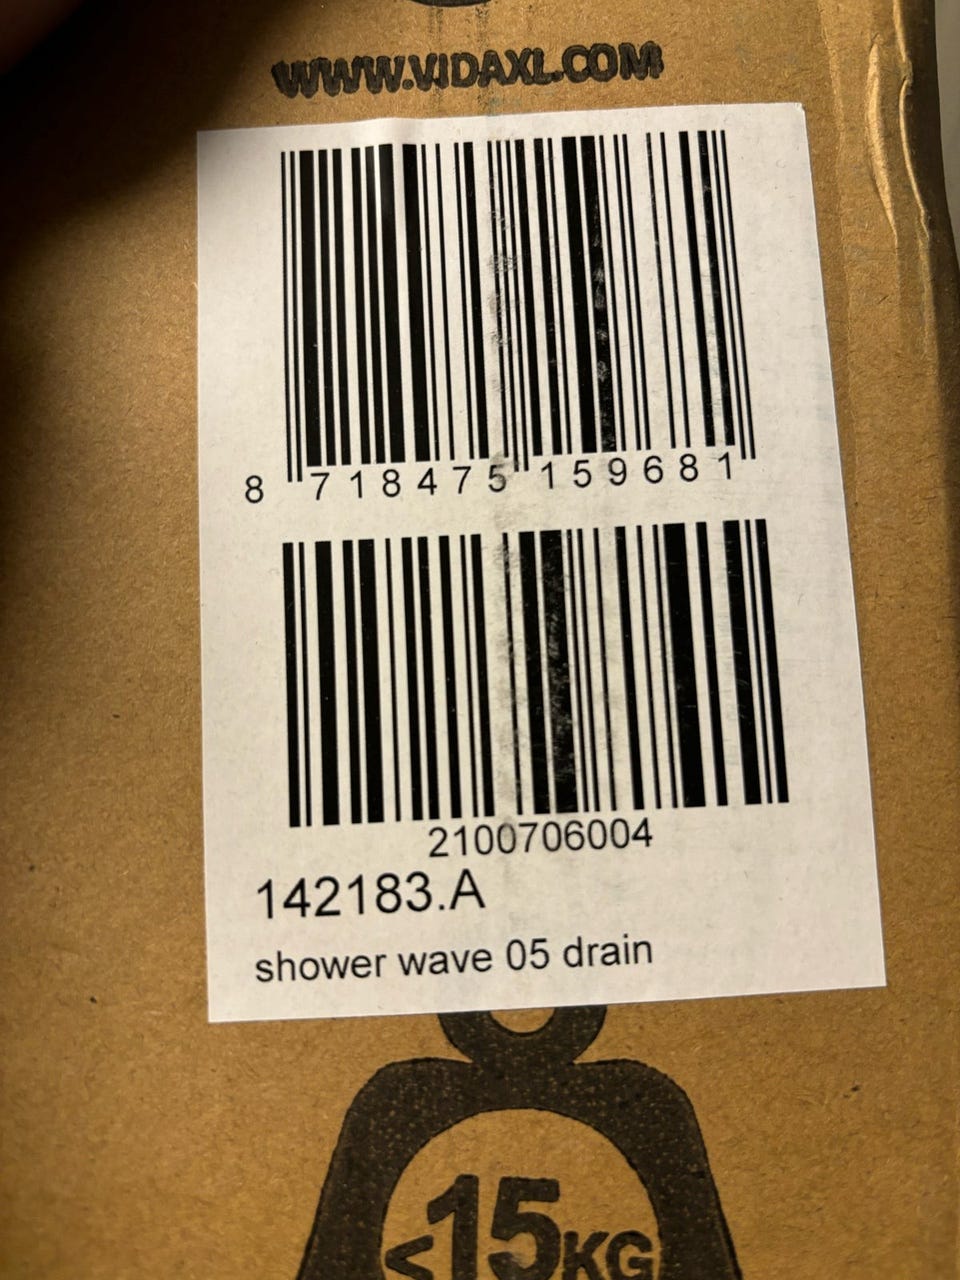 WWW.VIDAXL.COM
8 718475 159681
2100706004
142183.A
shower wave 05 drain
<15KG